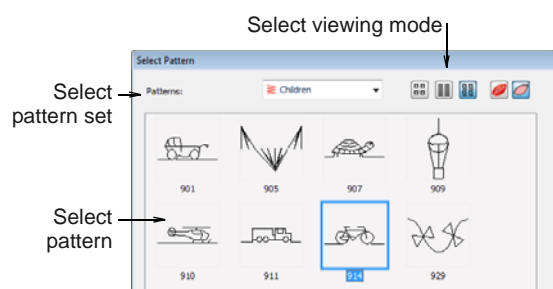 Select viewing mode
Select Pattern
Select
pattern set
Patterns:
Children
901 905 907 909
Select
pattern
910 911 914 929